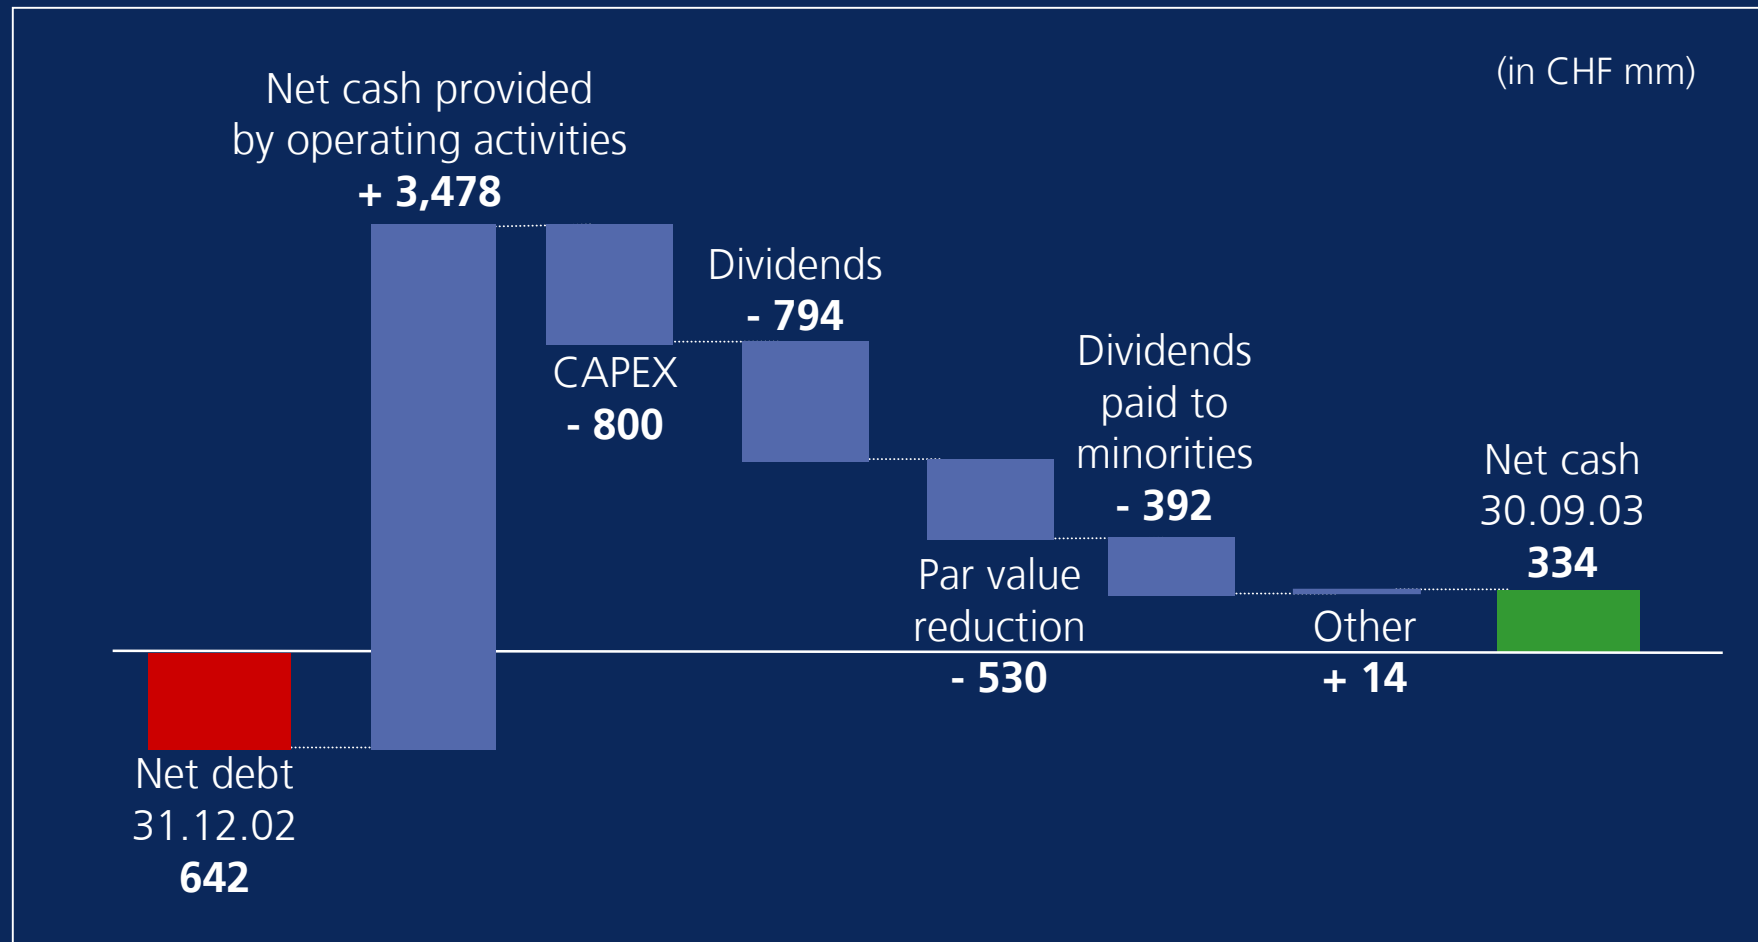 (in CHF mm)
Net cash provided
by operating activities
+ 3,478
CAPEX
- 800
Dividends
- 794
Par value
reduction
- 530
Dividends
paid to
minorities
- 392
Other
+ 14
Net cash
30.09.03
334
Net debt
31.12.02
642